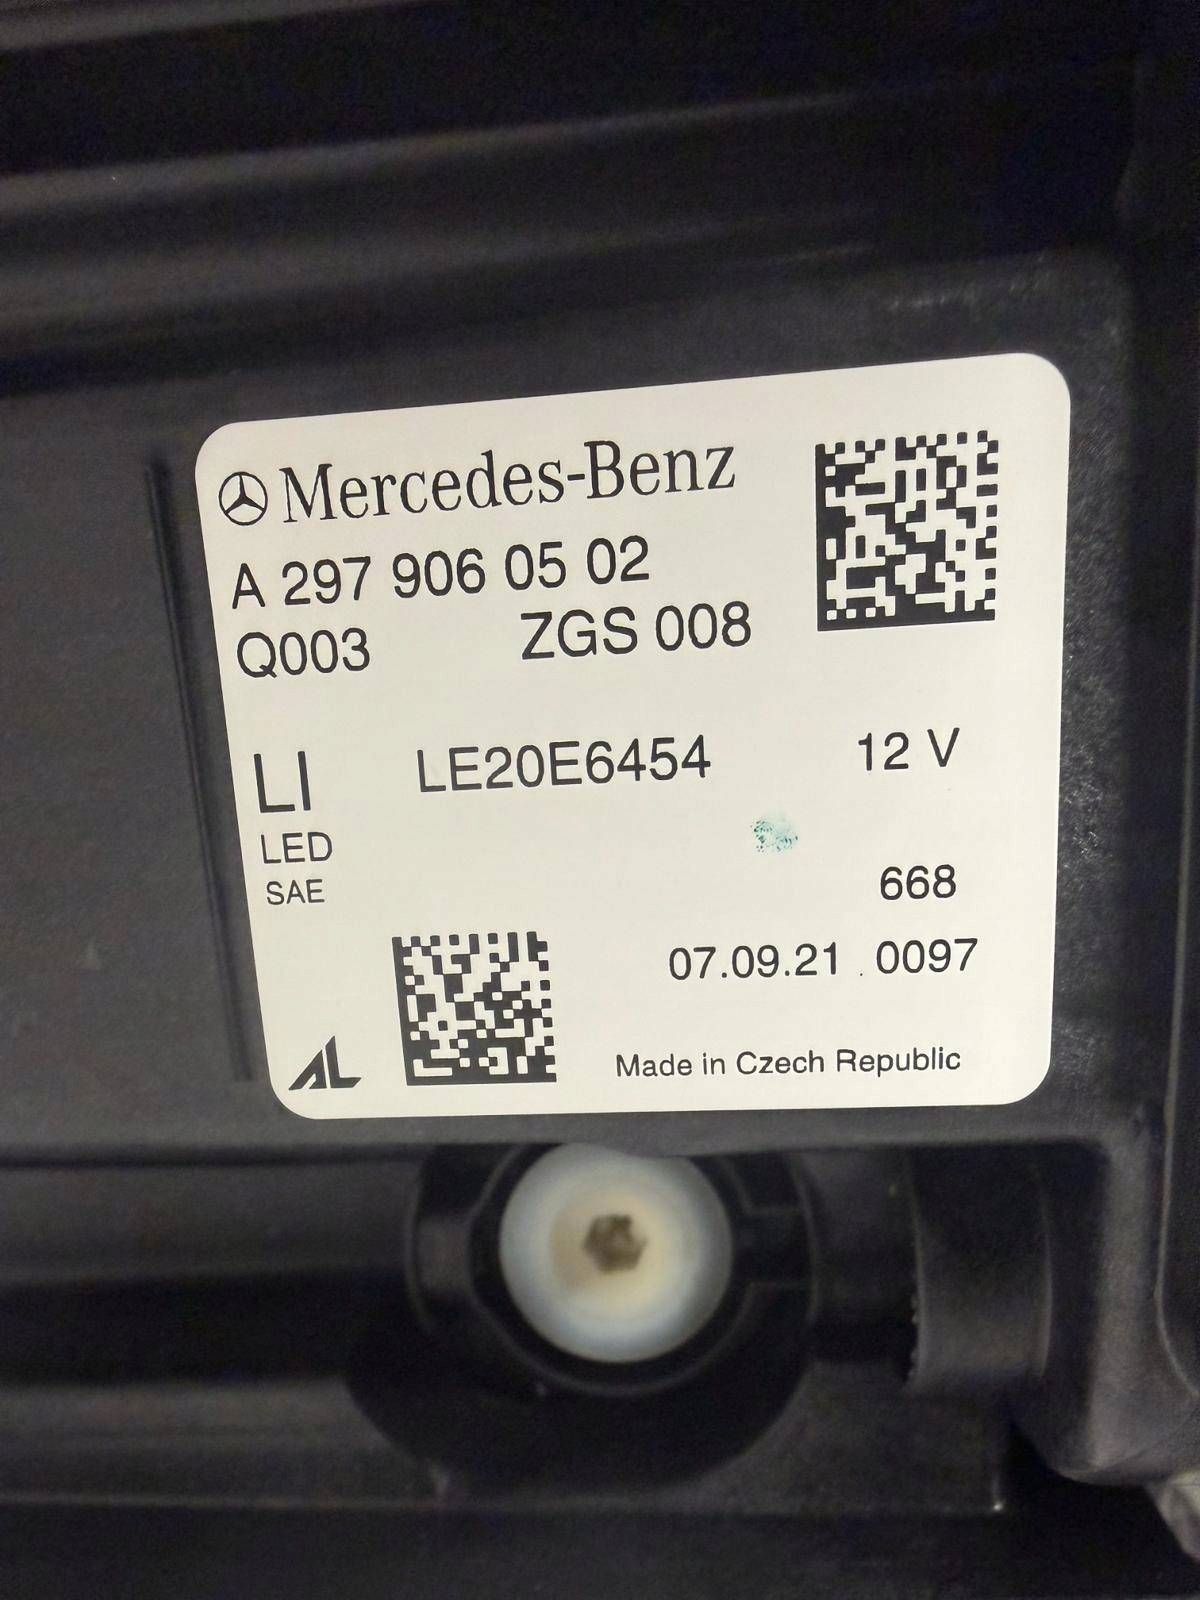 Mercedes-Benz
A 297 906 05 02
Q003 ZGS 008
LI LE20E6454 12 V
LED
SAE
668
07.09.21 . 0097
AL
Made in Czech Republic